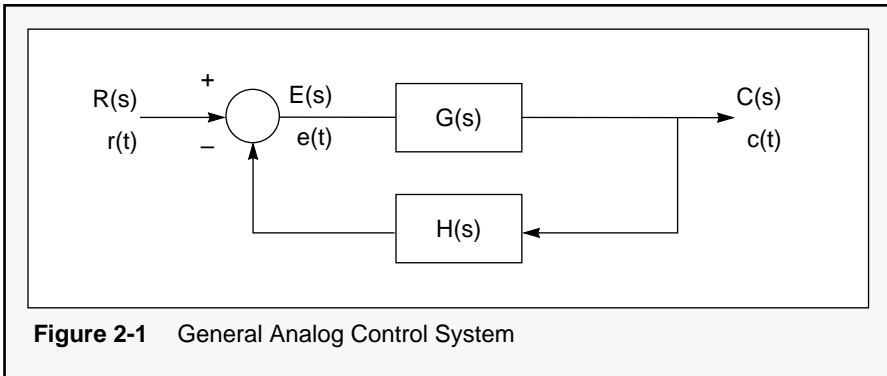 +
R(s)
r(t)
–
E(s)
e(t)
G(s)
C(s)
c(t)
H(s)
Figure 2-1 General Analog Control System